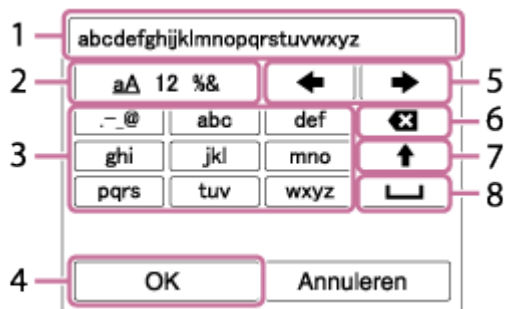 1 abcdefghijklmnopqrstuvwxyz
2 aA 12 %& 5
.-_@ abc def 6
3 ghi jkl mno 7
pqrs tuv wxyz 8
4 OK Annuleren